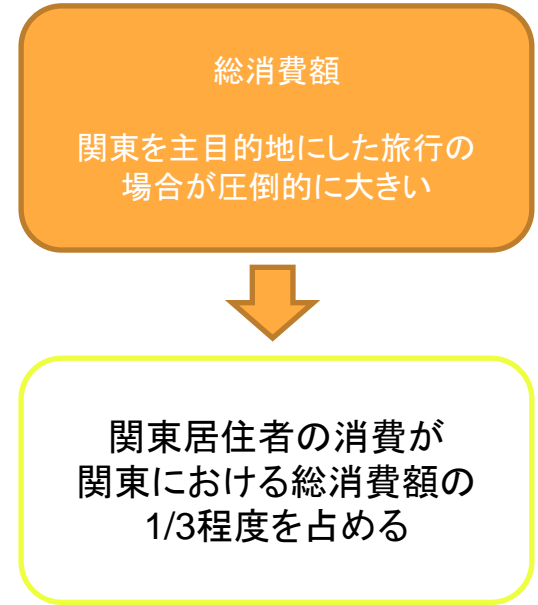 総消費額
関東を主目的地にした旅行の
場合が圧倒的に大きい
関東居住者の消費が
関東における総消費額の
1/3程度を占める